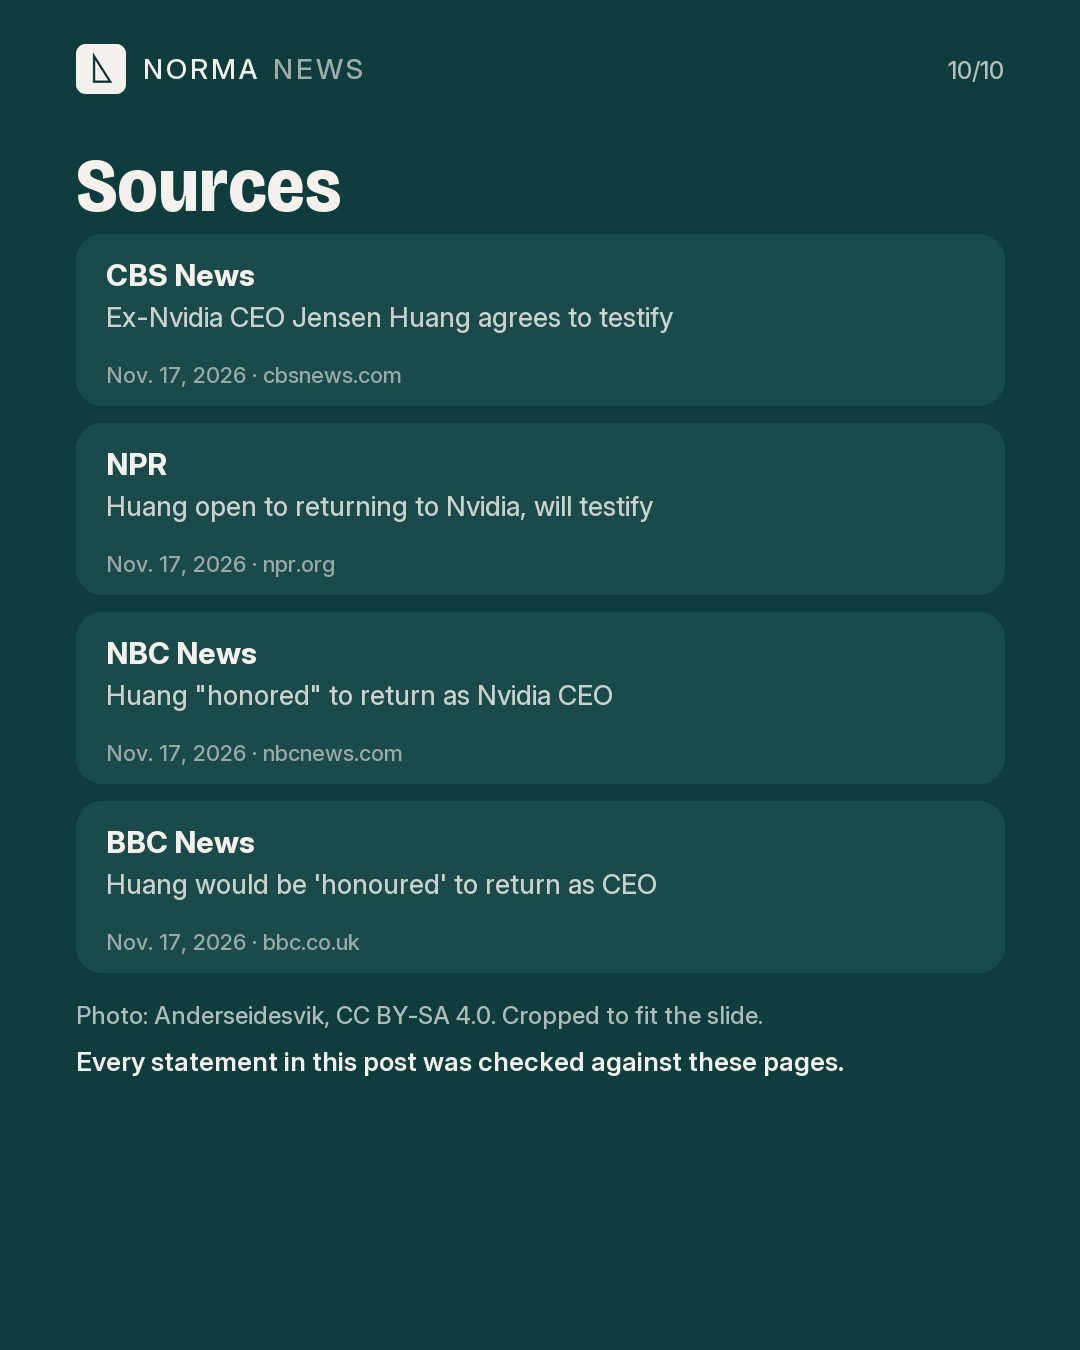 NORMA NEWS
10/10
Sources
CBS News
Ex-Nvidia CEO Jensen Huang agrees to testify
Nov. 17, 2026 · cbsnews.com
NPR
Huang open to returning to Nvidia, will testify
Nov. 17, 2026 · npr.org
NBC News
Huang "honored" to return as Nvidia CEO
Nov. 17, 2026 · nbcnews.com
BBC News
Huang would be 'honoured' to return as CEO
Nov. 17, 2026 · bbc.co.uk
Photo: Anderseidesvik, CC BY-SA 4.0. Cropped to fit the slide.
Every statement in this post was checked against these pages.